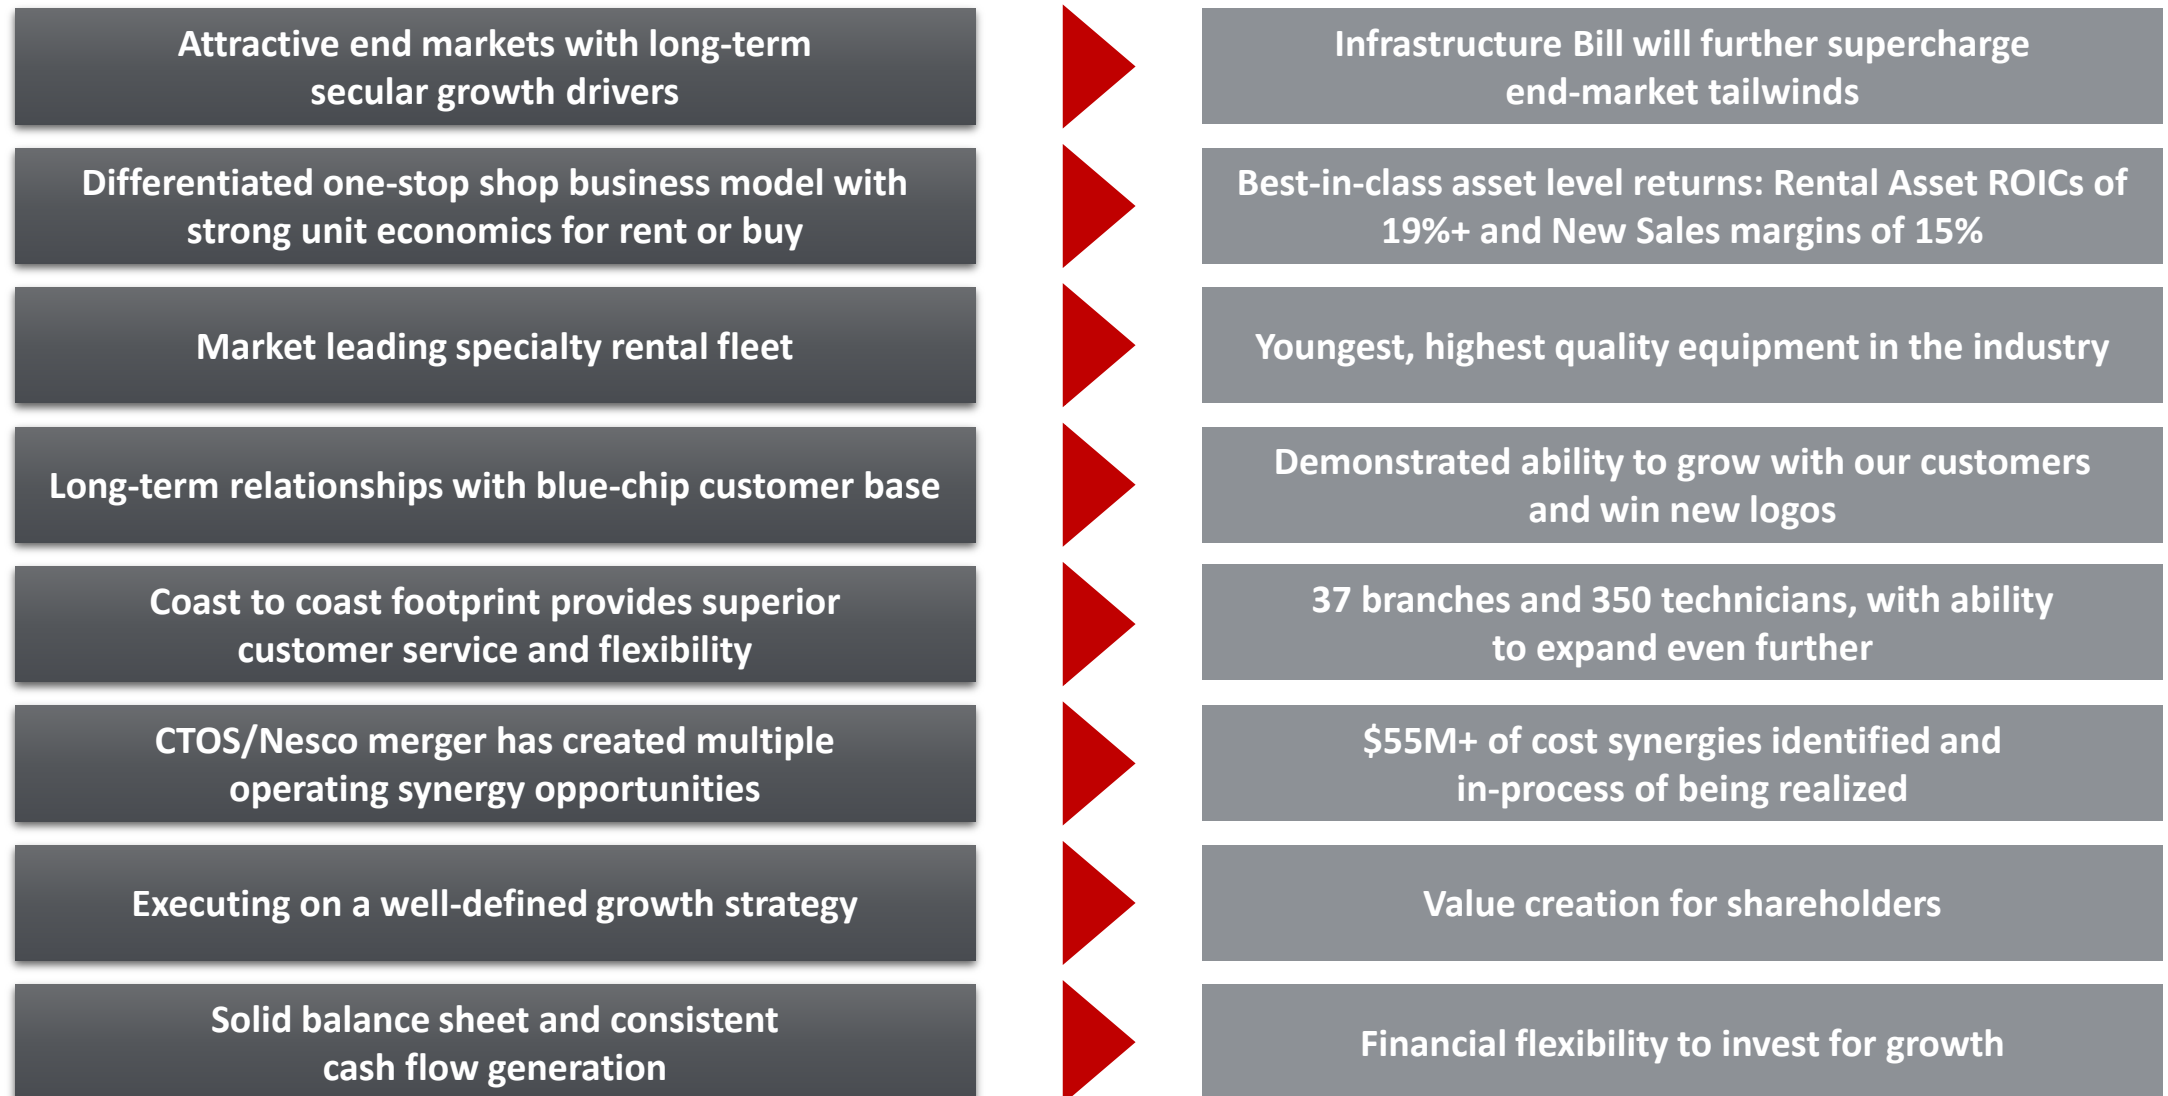 Attractive end markets with long-term
secular growth drivers
Infrastructure Bill will further supercharge
end-market tailwinds
Differentiated one-stop shop business model with
strong unit economics for rent or buy
Best-in-class asset level returns: Rental Asset ROICs of
19%+ and New Sales margins of 15%
Market leading specialty rental fleet
Youngest, highest quality equipment in the industry
Long-term relationships with blue-chip customer base
Demonstrated ability to grow with our customers
and win new logos
Coast to coast footprint provides superior
customer service and flexibility
37 branches and 350 technicians, with ability
to expand even further
CTOS/Nesco merger has created multiple
operating synergy opportunities
$55M+ of cost synergies identified and
in-process of being realized
Executing on a well-defined growth strategy
Value creation for shareholders
Solid balance sheet and consistent
cash flow generation
Financial flexibility to invest for growth